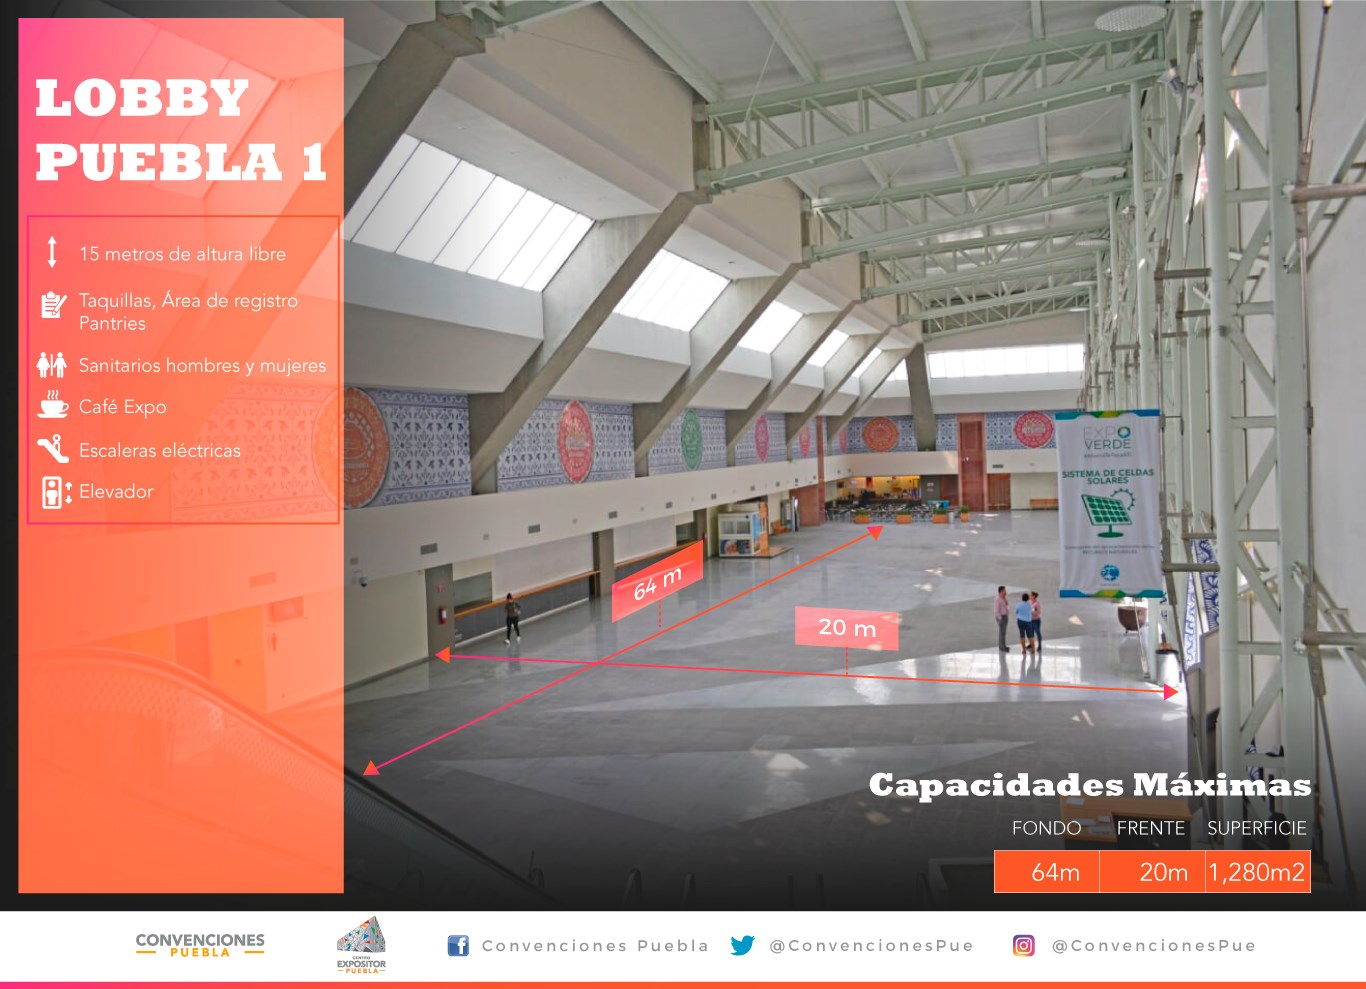 LOBBY
PUEBLA 1
15 metros de altura libre
Taquillas, Área de registro
Pantries
Sanitarios hombres y mujeres
Café Expo
Escaleras eléctricas
Elevador
64 m
20 m
EXPO
VERDE
SISTEMA DE CELDAS
SOLARES
Capacidades Máximas
FONDO FRENTE SUPERFICIE
64m 20m 1,280m2
CONVENCIONES
PUEBLA
CENTRO
EXPOSITOR
PUEBLA
Convenciones Puebla
@ConvencionesPue
@ConvencionesPue